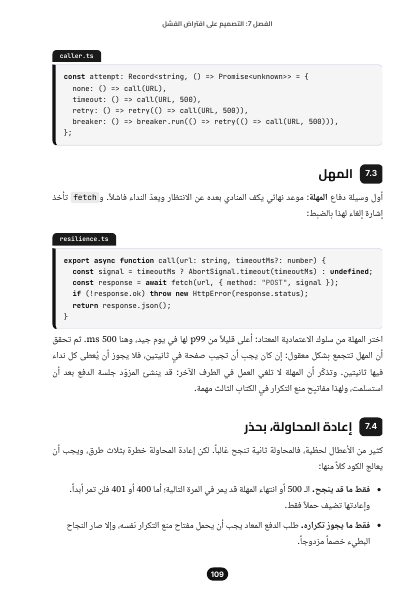 الفصل 7: التصميم على افتراض الفشل
caller.ts
const attempt: Record<string, () => Promise<unknown>> = {
  none: () => call(URL),
  timeout: () => call(URL, 500),
  retry: () => retry(() => call(URL, 500)),
  breaker: () => breaker.run(() => retry(() => call(URL, 500))),
};
7.3 المهل
أول وسيلة دفاع المهلة: موعد نهائي يكف المنادي بعده عن الانتظار ويعدّ النداء فاشلاً. و fetch تأخذ
إشارة إلغاء لهذا بالضبط:
resilience.ts
export async function call(url: string, timeoutMs?: number) {
  const signal = timeoutMs ? AbortSignal.timeout(timeoutMs) : undefined;
  const response = await fetch(url, { method: "POST", signal });
  if (!response.ok) throw new HttpError(response.status);
  return response.json();
}
اختر المهلة من سلوك الاعتمادية المعتاد: أعلى قليلاً من p99 لها في يوم جيد، وهنا 500 ms. ثم تحقق
أن المهل تتجمع بشكل معقول: إن كان يجب أن تجيب صفحة في ثانيتين، فلا يجوز أن يُعطى كل نداء
فيها ثانيتين. وتذكّر أن المهلة لا تلغي العمل في الطرف الآخر: قد ينشئ المزوّد جلسة الدفع بعد أن
استسلمت، ولهذا مفاتيح منع التكرار في الكتاب الثالث مهمة.
7.4 إعادة المحاولة، بحذر
كثير من الأعطال لحظية، فالمحاولة ثانية تنجح غالباً. لكن إعادة المحاولة خطرة بثلاث طرق، ويجب أن
يعالج الكود كلاً منها:
• فقط ما قد ينجح. الـ 500 أو انتهاء المهلة قد يمر في المرة التالية؛ أما 400 أو 401 فلن تمر أبداً.
وإعادتها تضيف حملاً فقط.
• فقط ما يجوز تكراره. طلب الدفع المعاد يجب أن يحمل مفتاح منع التكرار نفسه، وإلا صار النجاح
البطيء خصماً مزدوجاً.
109